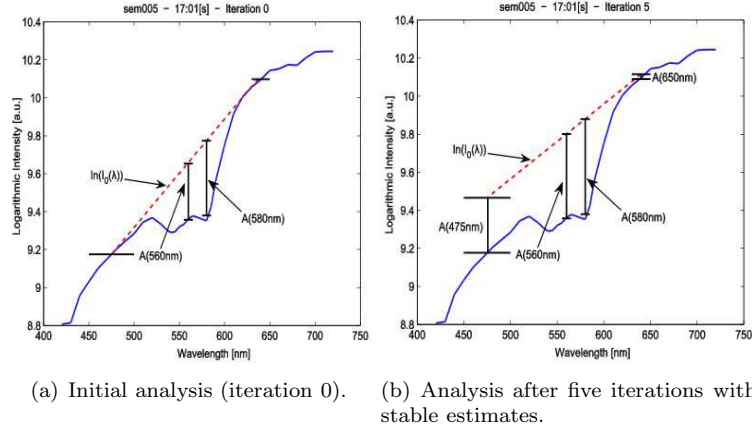 sem005 − 17:01[s] − Iteration 0
10.4
10.2
10
9.8
9.6
9.4
9.2
9
8.8
Logarithmic Intensity [a.u.]
ln(I0(λ))
A(560nm)
A(580nm)
400 450 500 550 600 650 700 750
Wavelength [nm]
(a) Initial analysis (iteration 0).
sem005 − 17:01[s] − Iteration 5
10.4
10.2
10
9.8
9.6
9.4
9.2
9
8.8
Logarithmic Intensity [a.u.]
A(650nm)
ln(I0(λ))
A(475nm)
A(580nm)
A(560nm)
400 450 500 550 600 650 700 750
Wavelength [nm]
(b) Analysis after five iterations with
stable estimates.